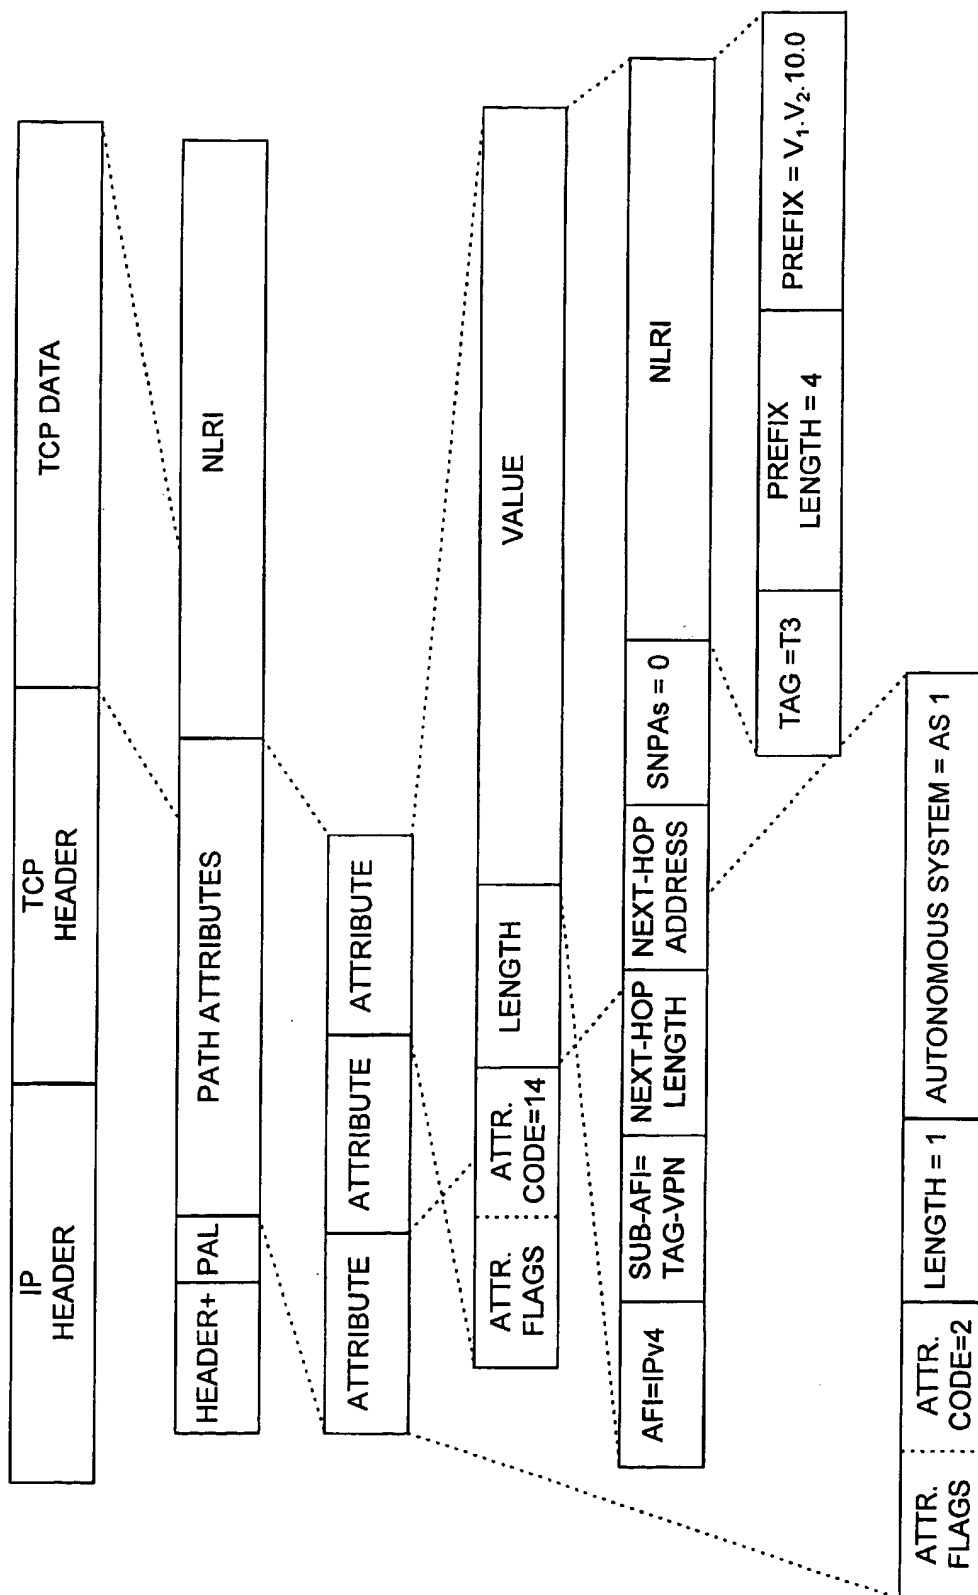 IP
HEADER
TCP
HEADER
TCP DATA
HEADER+
PAL
PATH ATTRIBUTES
NLRI
ATTRIBUTE
ATTRIBUTE
ATTRIBUTE
ATTR.
FLAGS
ATTR.
CODE=14
LENGTH
VALUE
AFI=IPv4
SUB-AFI=
TAG-VPN
NEXT-HOP
LENGTH
NEXT-HOP
ADDRESS
SNPAs = 0
NLRI
TAG =T3
PREFIX
LENGTH = 4
PREFIX = V₁.V₂.10.0
ATTR.
FLAGS
ATTR.
CODE=2
LENGTH = 1
AUTONOMOUS SYSTEM = AS 1